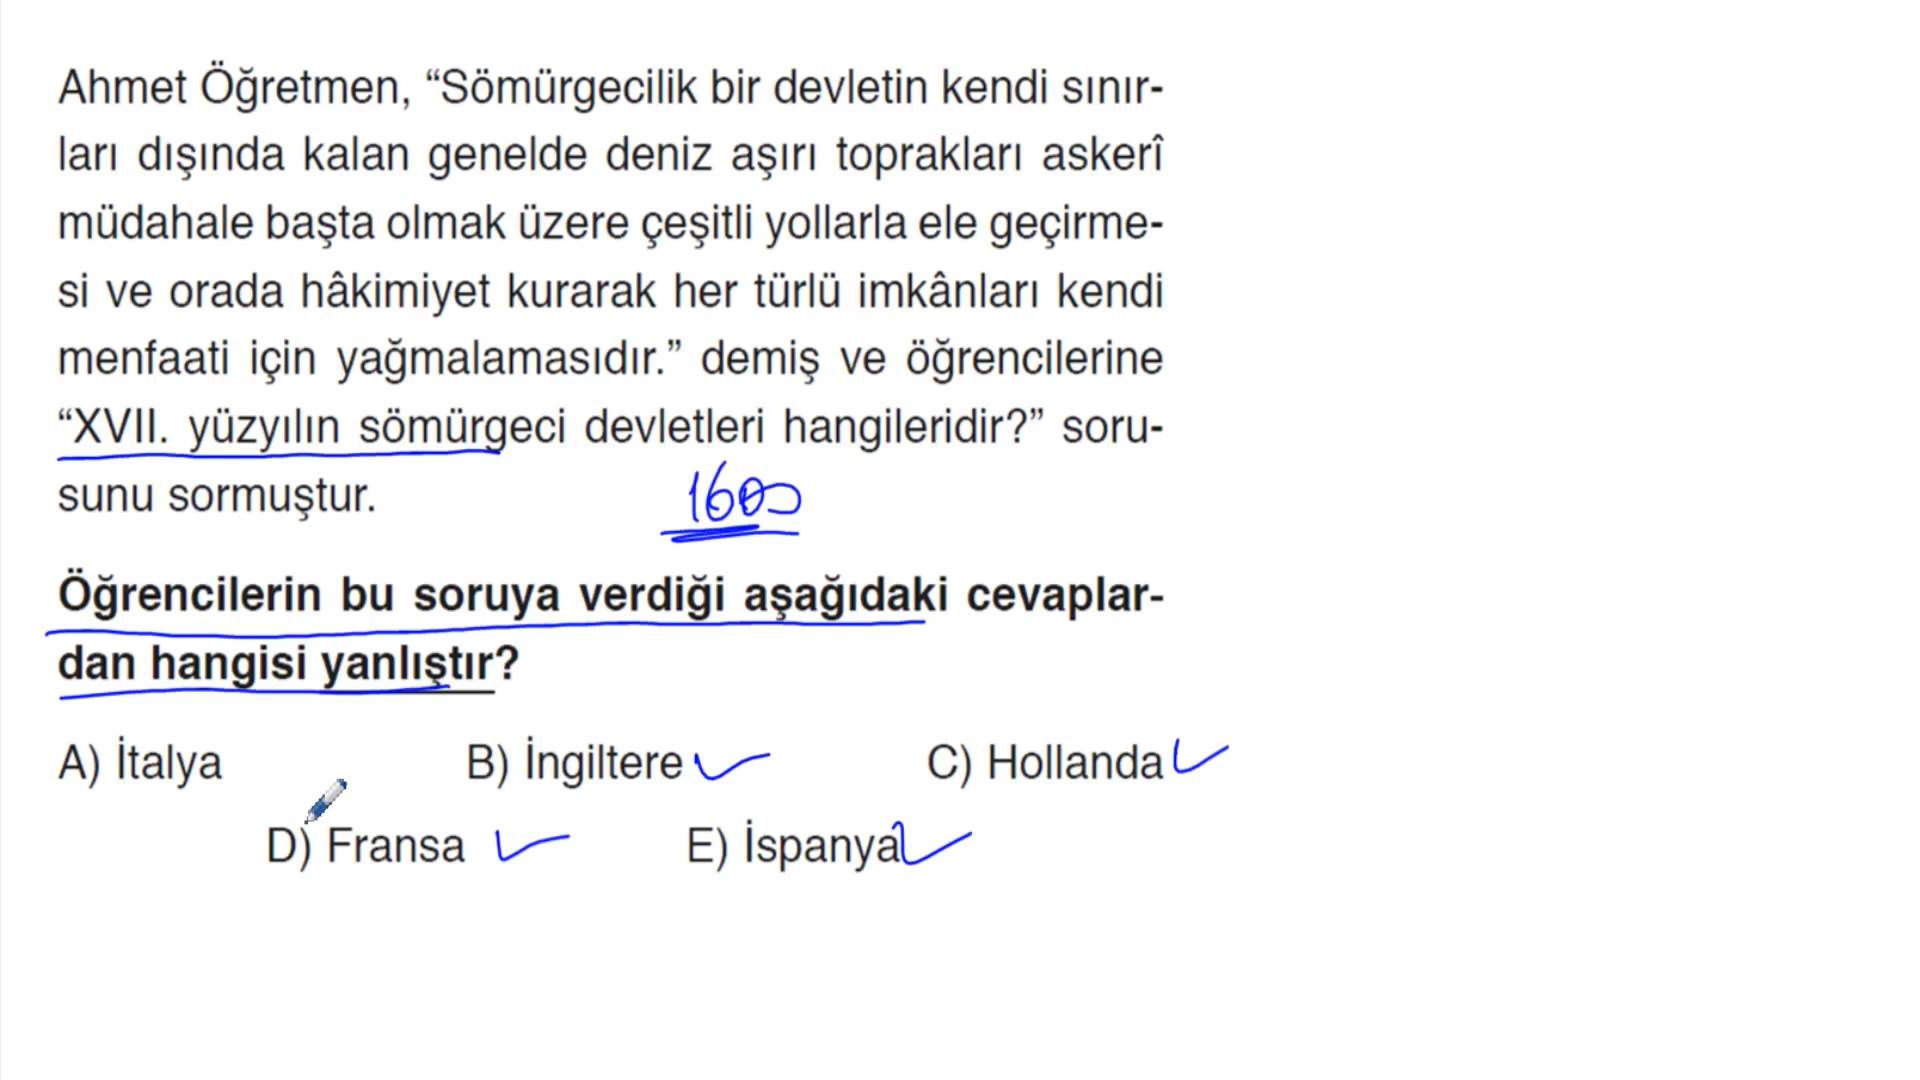 Ahmet Öğretmen, “Sömürgecilik bir devletin kendi sınır-
ları dışında kalan genelde deniz aşırı toprakları askerî
müdahale başta olmak üzere çeşitli yollarla ele geçirme-
si ve orada hâkimiyet kurarak her türlü imkânları kendi
menfaati için yağmalamasıdır.” demiş ve öğrencilerine
“XVII. yüzyılın sömürgeci devletleri hangileridir?” soru-
sunu sormuştur.
1600
Öğrencilerin bu soruya verdiği aşağıdaki cevaplar-
dan hangisi yanlıştır?
A) İtalya B) İngiltere C) Hollanda
D) Fransa E) İspanya